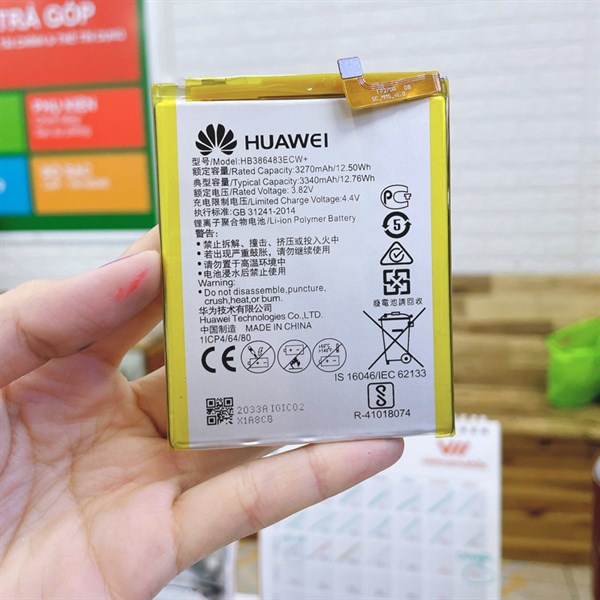 TRẢ GÓP
PHỤ KIỆN
HUAWEI
型号/Model:HB386483ECW+
额定容量/Rated Capacity:3270mAh/12.50Wh
典型容量/Typical Capacity:3340mAh/12.76Wh
额定电压/Rated Voltage:3.82V
充电限制电压/Limited Charge Voltage:4.4V
执行标准:GB 31241-2014
锂离子聚合物电池/Li-ion Polymer Battery
警告:
•禁止拆解、撞击、挤压或投入火中
•若出现严重鼓胀，请勿继续使用
•请勿置于高温环境中
•电池浸水后禁止使用
Warning:
•Do not disassemble,puncture,
crush,heat,or burn.
华为技术有限公司
Huawei Technologies Co.,Ltd.
中国制造 MADE IN CHINA
1ICP4/64/80
PG
5
廢電池請回收
CE
IS 16046/IEC 62133
R-41018074
2033AIGIC02
X1A8CB